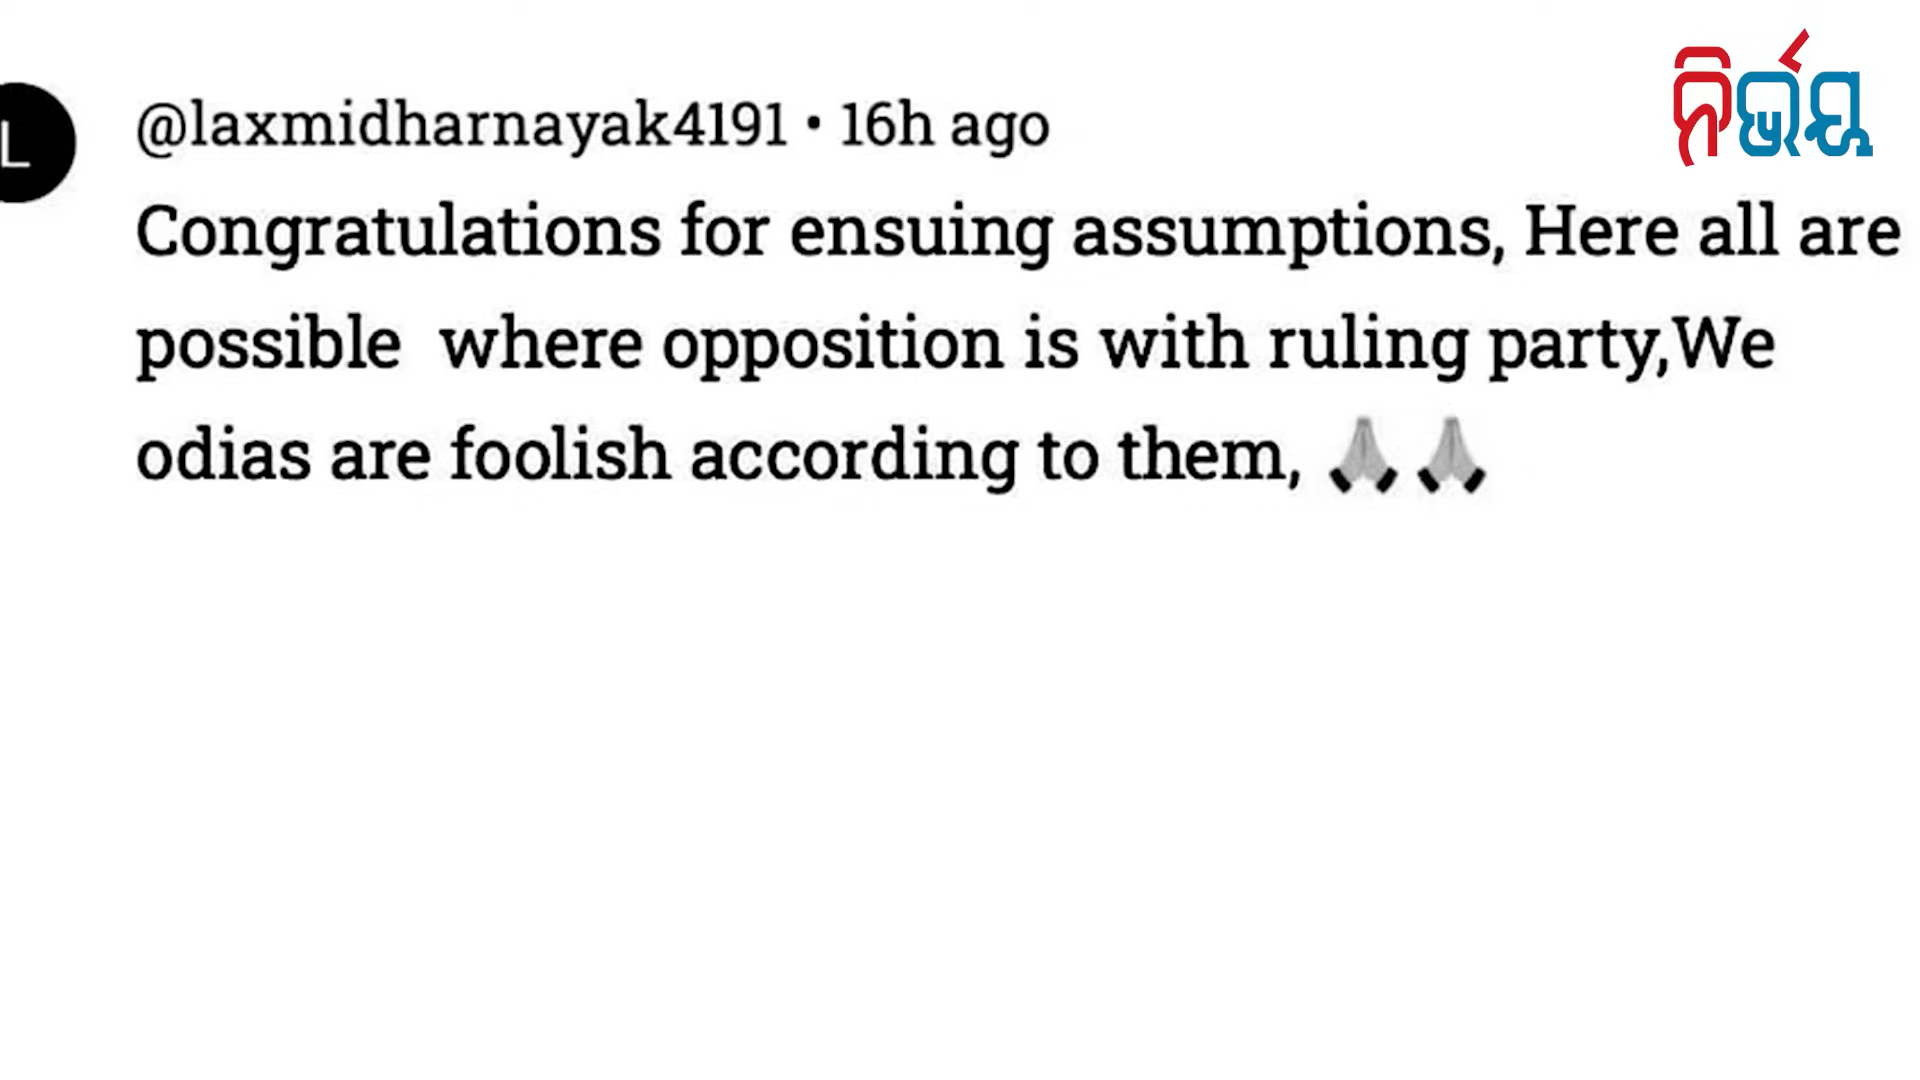 ନିର୍ଭୟ
L
@laxmidharnayak4191 • 16h ago
Congratulations for ensuing assumptions, Here all are
possible where opposition is with ruling party,We
odias are foolish according to them, 🙏🙏